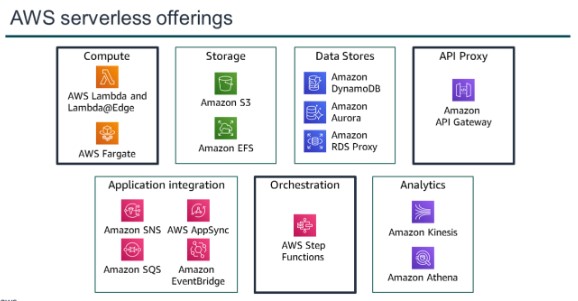 AWS serverless offerings
Compute
AWS Lambda and
Lambda@Edge
AWS Fargate
Storage
Amazon S3
Amazon EFS
Data Stores
Amazon
DynamoDB
Amazon
Aurora
Amazon
RDS Proxy
API Proxy
Amazon
API Gateway
Application integration
Amazon SNS
AWS AppSync
Amazon SQS
Amazon
EventBridge
Orchestration
AWS Step
Functions
Analytics
Amazon Kinesis
Amazon Athena